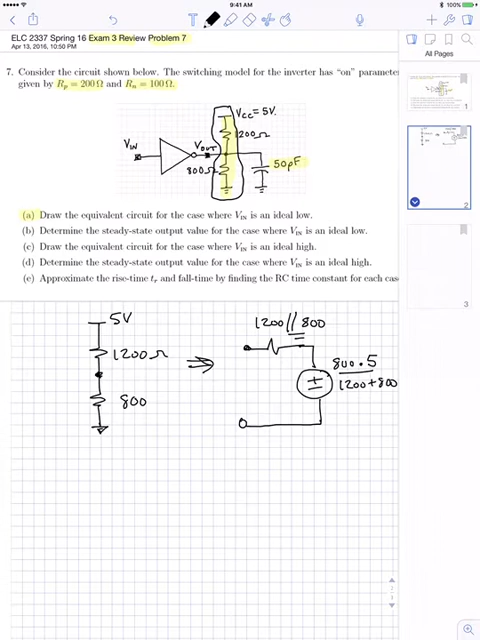 9:41 AM
100%
T
ELC 2337 Spring 16 Exam 3 Review Problem 7
Apr 13, 2016, 10:50 PM
All Pages
7. Consider the circuit shown below. The switching model for the inverter has "on" parameter
given by Rp = 200 Ω and Rn = 100 Ω.
VCC = 5V
VIN
VOUT
1200Ω
800Ω
50pF
(a) Draw the equivalent circuit for the case where VIN is an ideal low.
(b) Determine the steady-state output value for the case where VIN is an ideal low.
(c) Draw the equivalent circuit for the case where VIN is an ideal high.
(d) Determine the steady-state output value for the case where VIN is an ideal high.
(e) Approximate the rise-time tr and fall-time by finding the RC time constant for each cas
5V
1200Ω
800
⇒
1200 // 800
800 · 5
1200 + 800
1
2
3